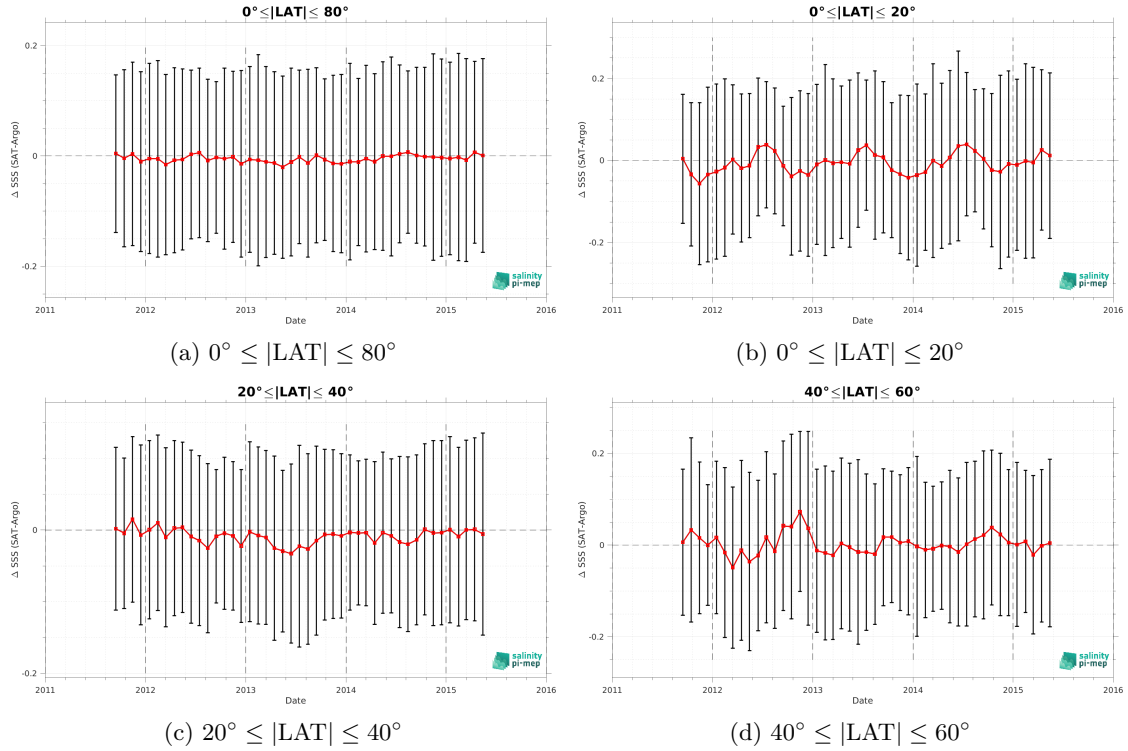 0°≤|LAT|≤ 80°
0.2
0
-0.2
Δ SSS (SAT-Argo)
2011 2012 2013 2014 2015 2016
Date
salinity
pi-mep
(a) 0° ≤ |LAT| ≤ 80°
0°≤|LAT|≤ 20°
0.2
0
-0.2
Δ SSS (SAT-Argo)
2011 2012 2013 2014 2015 2016
Date
salinity
pi-mep
(b) 0° ≤ |LAT| ≤ 20°
20°≤|LAT|≤ 40°
0
-0.2
Δ SSS (SAT-Argo)
2011 2012 2013 2014 2015 2016
Date
salinity
pi-mep
(c) 20° ≤ |LAT| ≤ 40°
40°≤|LAT|≤ 60°
0.2
0
-0.2
Δ SSS (SAT-Argo)
2011 2012 2013 2014 2015 2016
Date
salinity
pi-mep
(d) 40° ≤ |LAT| ≤ 60°